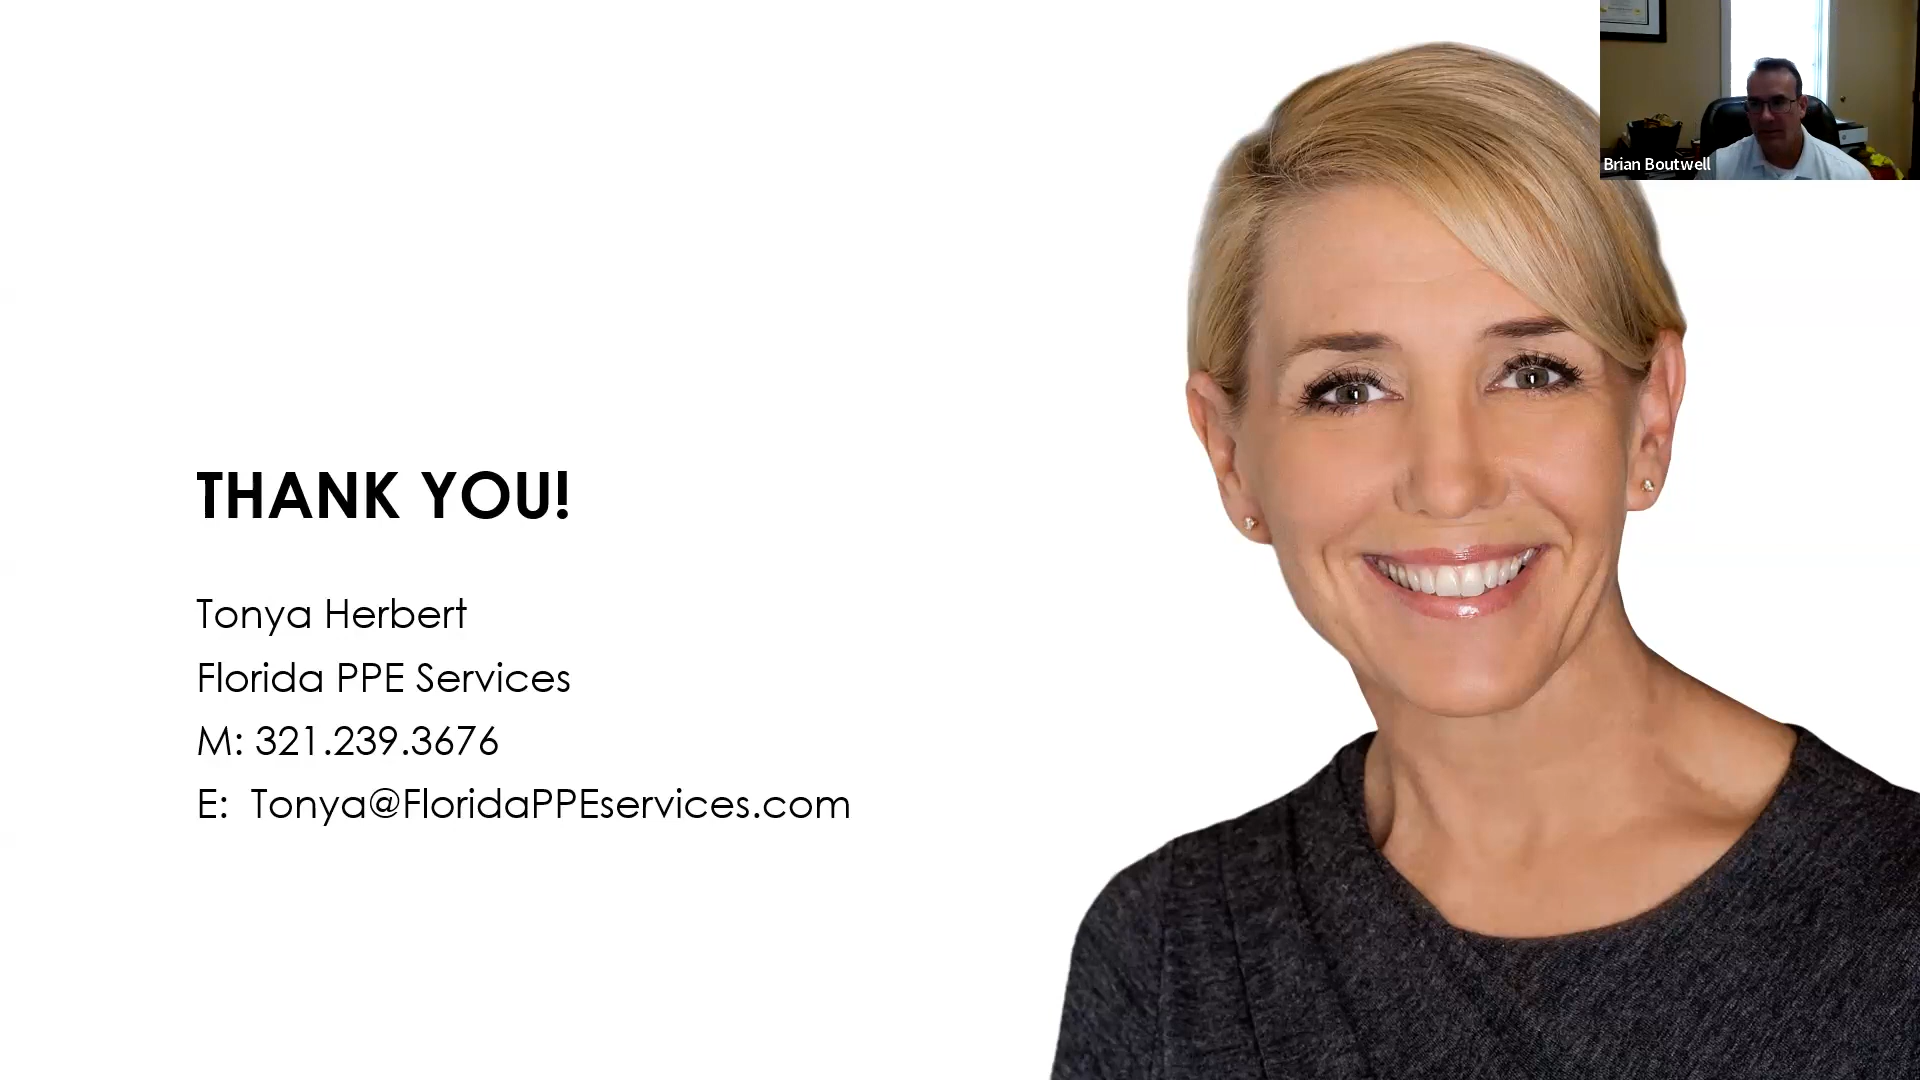 Brian Boutwell
THANK YOU!
Tonya Herbert
Florida PPE Services
M: 321.239.3676
E: Tonya@FloridaPPEservices.com